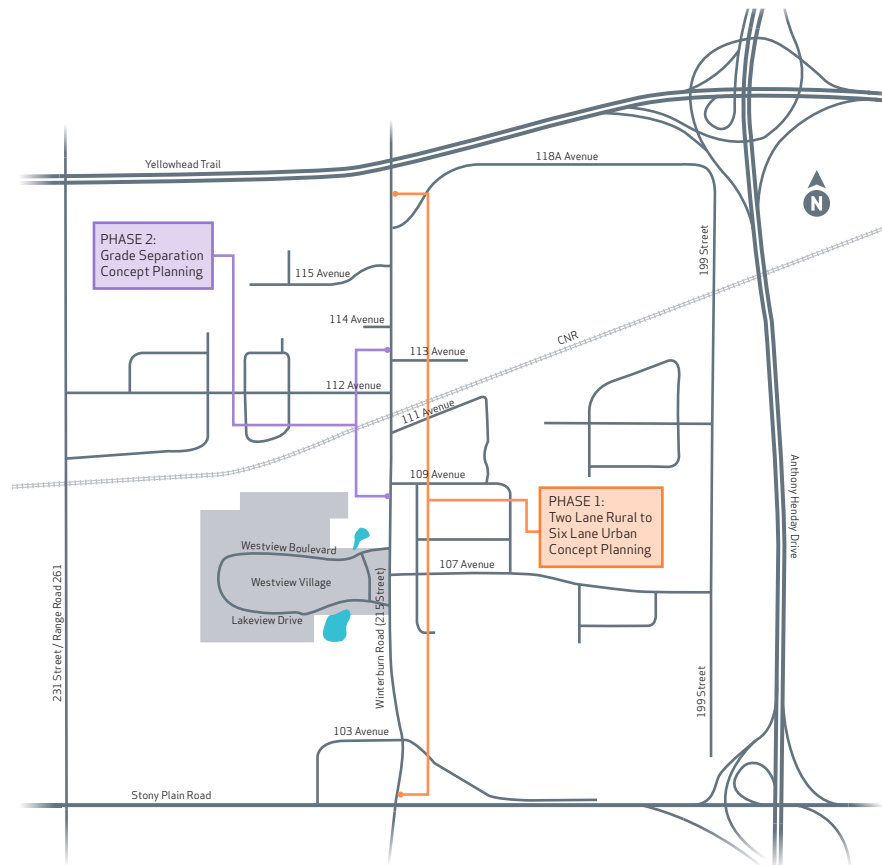 Yellowhead Trail
118A Avenue
N
199 Street
PHASE 2:
Grade Separation
Concept Planning
115 Avenue
114 Avenue
CNR
113 Avenue
112 Avenue
111 Avenue
109 Avenue
Anthony Henday Drive
PHASE 1:
Two Lane Rural to
Six Lane Urban
Concept Planning
Westview Boulevard
107 Avenue
Westview Village
Lakeview Drive
231 Street / Range Road 261
Winterburn Road (215 Street)
199 Street
103 Avenue
Stony Plain Road